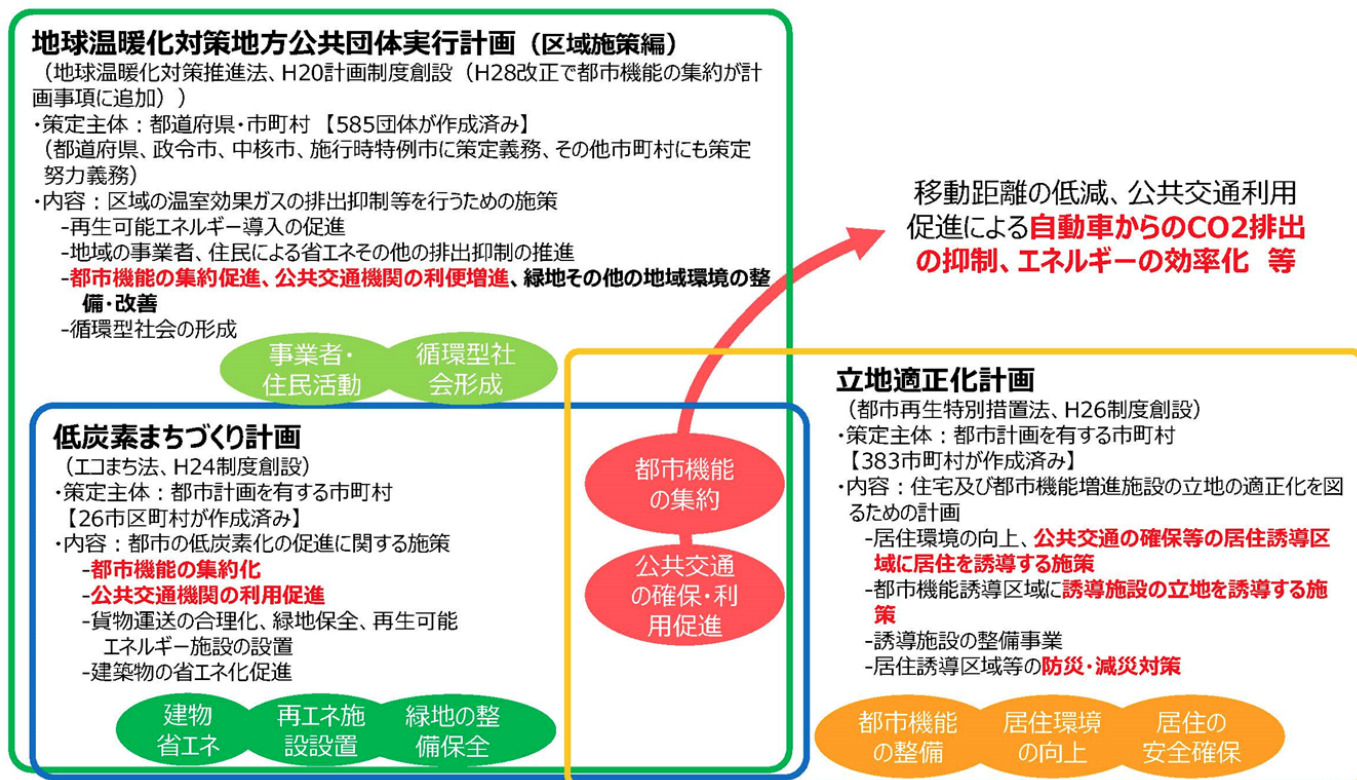 地球温暖化対策地方公共団体実行計画（区域施策編）
（地球温暖化対策推進法、H20計画制度創設（H28改正で都市機能の集約が計
画事項に追加））
・策定主体：都道府県・市町村 【585団体が作成済み】
（都道府県、政令市、中核市、施行時特例市に策定義務、その他市町村にも策定
努力義務）
・内容：区域の温室効果ガスの排出抑制等を行うための施策
-再生可能エネルギー導入の促進
-地域の事業者、住民による省エネその他の排出抑制の推進
-都市機能の集約促進、公共交通機関の利便増進、緑地その他の地域環境の整
備・改善
-循環型社会の形成
事業者・
住民活動
循環型社
会形成
移動距離の低減、公共交通利用
促進による自動車からのCO2排出
の抑制、エネルギーの効率化 等
低炭素まちづくり計画
（エコまち法、H24制度創設）
・策定主体：都市計画を有する市町村
【26市区町村が作成済み】
・内容：都市の低炭素化の促進に関する施策
-都市機能の集約化
-公共交通機関の利用促進
-貨物運送の合理化、緑地保全、再生可能
エネルギー施設の設置
-建築物の省エネ化促進
建物
省エネ
再エネ施
設設置
緑地の整
備保全
都市機能
の集約
公共交通
の確保・利
用促進
立地適正化計画
（都市再生特別措置法、H26制度創設）
・策定主体：都市計画を有する市町村
【383市町村が作成済み】
・内容：住宅及び都市機能増進施設の立地の適正化を図
るための計画
-居住環境の向上、公共交通の確保等の居住誘導区
域に居住を誘導する施策
-都市機能誘導区域に誘導施設の立地を誘導する施
策
-誘導施設の整備事業
-居住誘導区域等の防災・減災対策
都市機能
の整備
居住環境
の向上
居住の
安全確保